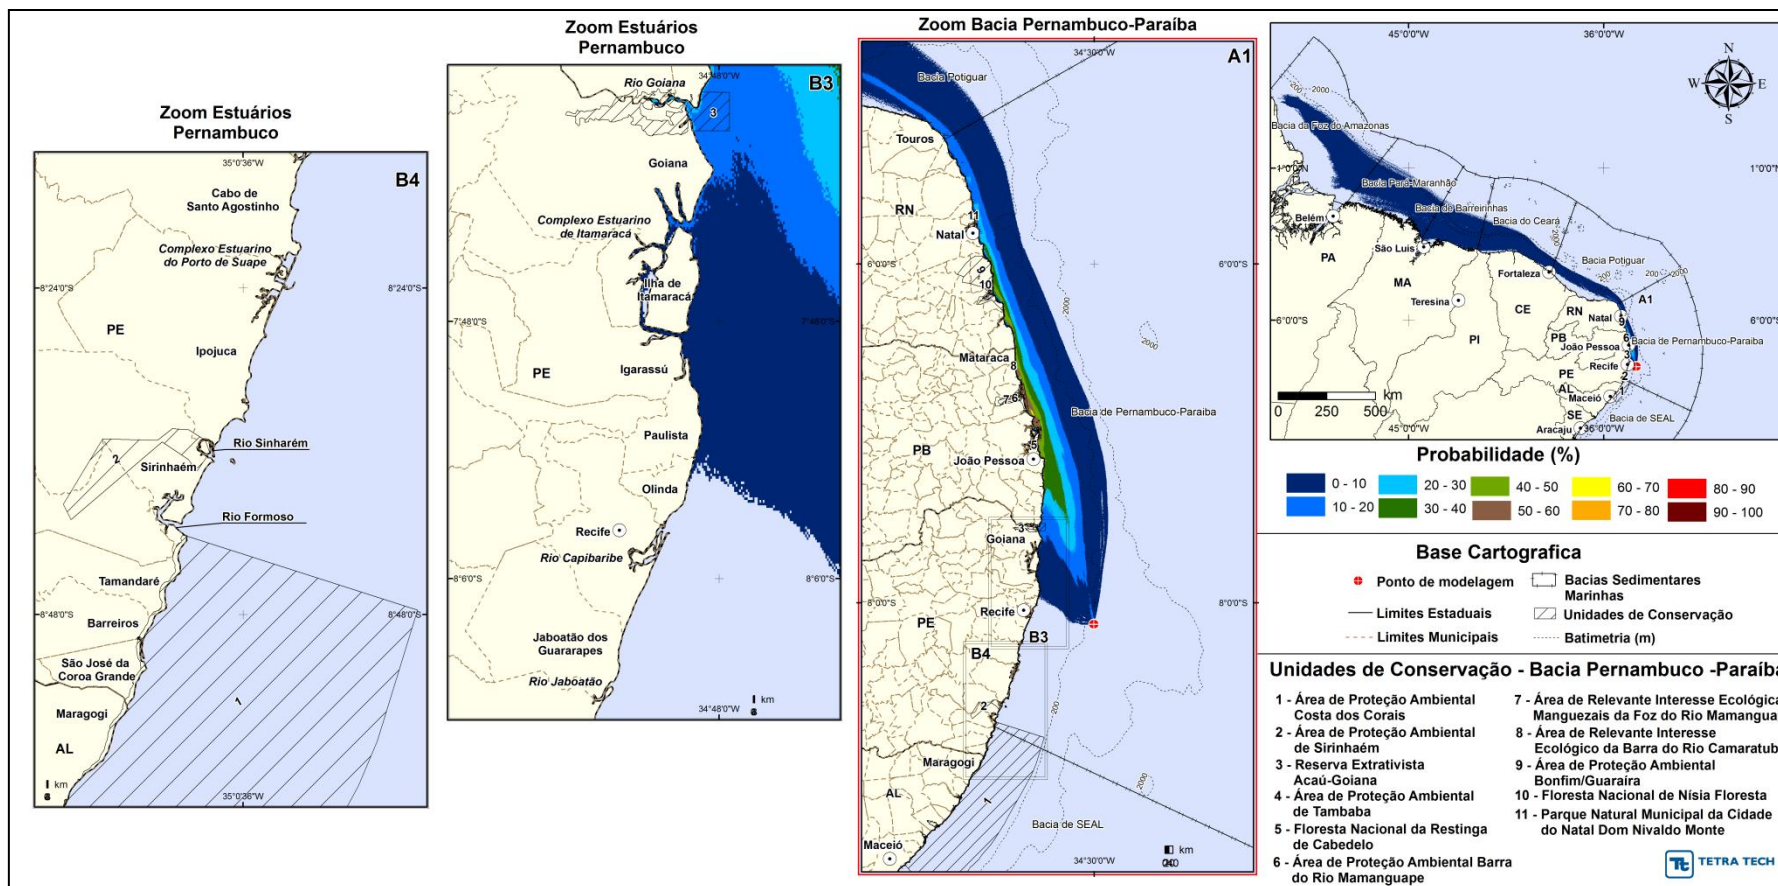 Zoom Estuários
Pernambuco
35°0'36"W
B4
Cabo de
Santo Agostinho
Complexo Estuarino
do Porto de Suape
8°24'0"S
8°24'0"S
PE
Ipojuca
Rio Sinharém
2
Sirinhaém
Rio Formoso
Tamandaré
8°48'0"S
8°48'0"S
Barreiros
São José da
Coroa Grande
1
Maragogi
AL
km
35°0'36"W
Zoom Estuários
Pernambuco
34°48'0"W
B3
Rio Goiana
3
Goiana
Complexo Estuarino
de Itamaracá
Ilha de
Itamaracá
7°48'0"S
7°48'0"S
PE
Igarassú
Paulista
Olinda
Recife
Rio Capibaribe
8°6'0"S
8°6'0"S
Jaboatão dos
Guararapes
Rio Jaboatão
km
34°48'0"W
Zoom Bacia Pernambuco-Paraíba
34°30'0"W
A1
Bacia Potiguar
Touros
RN
11
Natal
9
10
6°0'0"S
6°0'0"S
2000
2000
Mataraca
8
7
6
Bacia de Pernambuco-Paraiba
PB
5
João Pessoa
3
Goiana
8°0'0"S
8°0'0"S
Recife
PE
B3
B4
2
200
Maragogi
2000
AL
1
Bacia de SEAL
Maceió
km
34°30'0"W
45°0'0"W
36°0'0"W
N
W
E
S
200
2000
Bacia da Foz do Amazonas
1°0'0"N
1°0'0"N
Bacia Pará-Maranhão
Bacia de Barreirinhas
Bacia do Ceará
Belém
São Luis
2000
Bacia Potiguar
Fortaleza
200
200
2000
PA
MA
A1
Teresina
CE
RN
Natal
9
6°0'0"S
6°0'0"S
PI
PB
João Pessoa
6
Bacia de Pernambuco-Paraiba
3
Recife
PE
2
AL
1
Maceió
SE
Bacia de SEAL
Aracaju
km
0
250
500
45°0'0"W
36°0'0"W
Probabilidade (%)
0 - 10
20 - 30
40 - 50
60 - 70
80 - 90
10 - 20
30 - 40
50 - 60
70 - 80
90 - 100
Base Cartografica
Ponto de modelagem
Bacias Sedimentares
Marinhas
Limites Estaduais
Unidades de Conservação
Limites Municipais
Batimetria (m)
Unidades de Conservação - Bacia Pernambuco -Paraíba
1 - Área de Proteção Ambiental
Costa dos Corais
2 - Área de Proteção Ambiental
de Sirinhaém
3 - Reserva Extrativista
Acaú-Goiana
4 - Área de Proteção Ambiental
de Tambaba
5 - Floresta Nacional da Restinga
de Cabedelo
6 - Área de Proteção Ambiental Barra
do Rio Mamanguape
7 - Área de Relevante Interesse Ecológica
Manguezais da Foz do Rio Mamangua
8 - Área de Relevante Interesse
Ecológico da Barra do Rio Camaratub
9 - Área de Proteção Ambiental
Bonfim/Guaraíra
10 - Floresta Nacional de Nísia Floresta
11 - Parque Natural Municipal da Cidade
do Natal Dom Nivaldo Monte
TETRA TECH